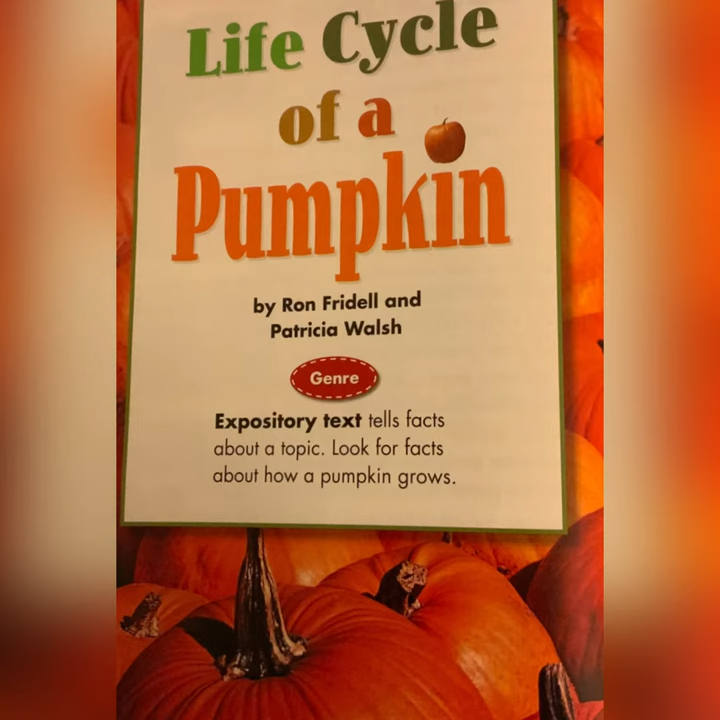 Life Cycle
of a
Pumpkin
by Ron Fridell and
Patricia Walsh
Genre
Expository text tells facts
about a topic. Look for facts
about how a pumpkin grows.